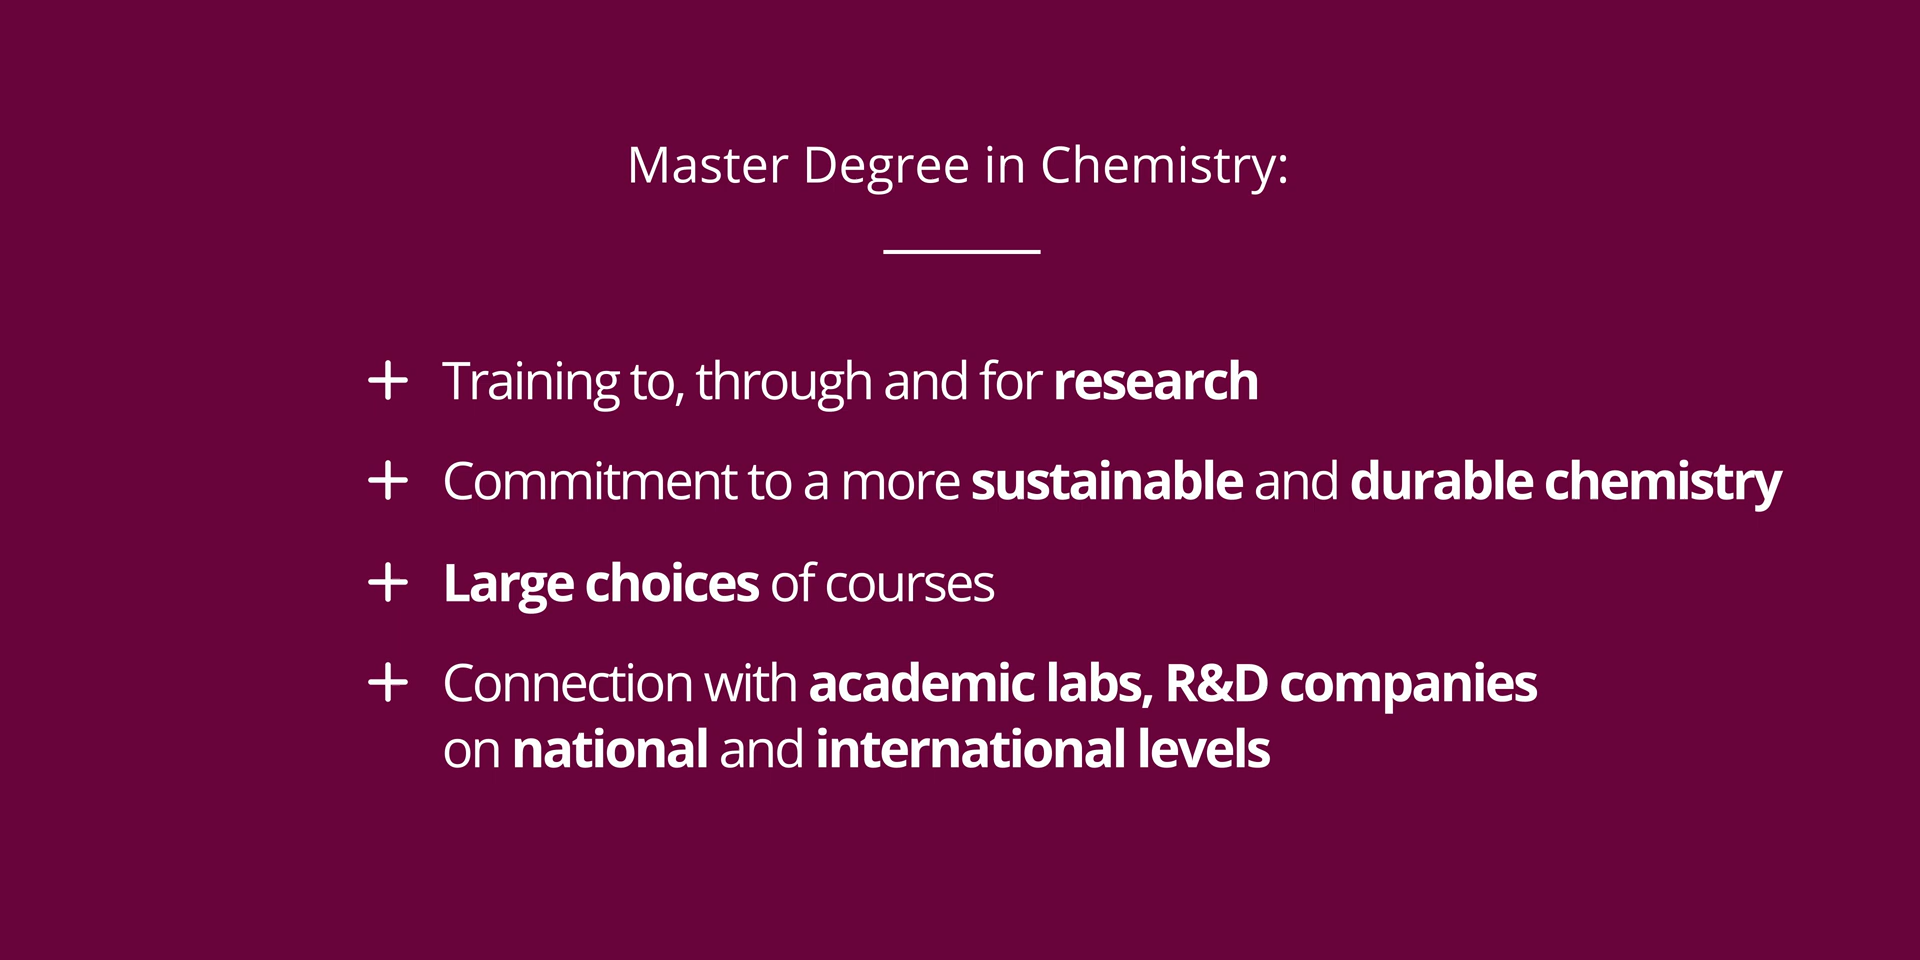 Master Degree in Chemistry:
+ Training to, through and for research
+ Commitment to a more sustainable and durable chemistry
+ Large choices of courses
+ Connection with academic labs, R&D companies
on national and international levels